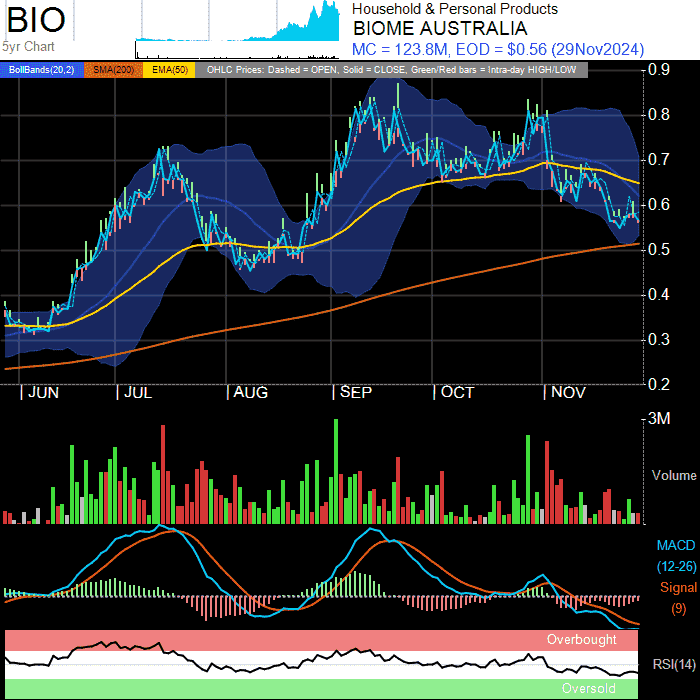 BIO
5yr Chart
Household & Personal Products
BIOME AUSTRALIA
MC = 123.8M, EOD = $0.56 (29Nov2024)
BollBands(20,2) SMA(200) EMA(50) OHLC Prices: Dashed = OPEN, Solid = CLOSE, Green/Red bars = Intra-day HIGH/LOW
0.9
0.8
0.7
0.6
0.5
0.4
0.3
0.2
| JUN | JUL | AUG | SEP | OCT | NOV
3M
Volume
MACD
(12-26)
Signal
(9)
Overbought
RSI(14)
Oversold